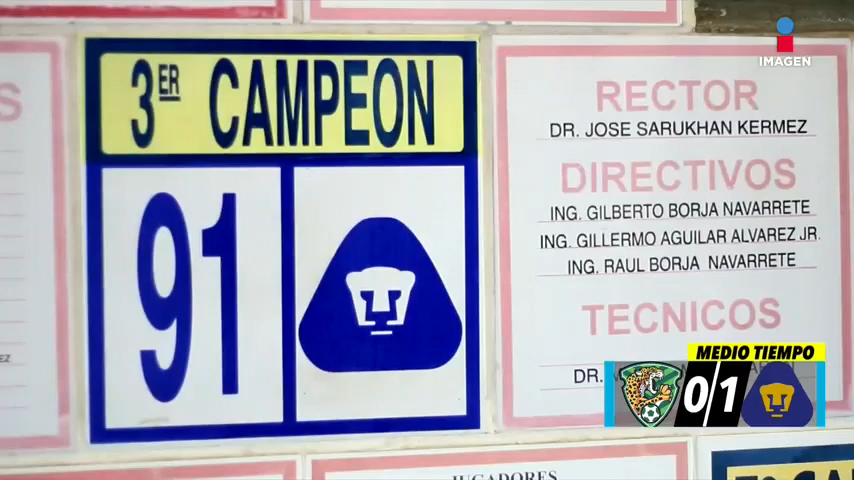 IMAGEN
3ER CAMPEON
91
RECTOR
DR. JOSE SARUKHAN KERMEZ
DIRECTIVOS
ING. GILBERTO BORJA NAVARRETE
ING. GILLERMO AGUILAR ALVAREZ JR.
ING. RAUL BORJA NAVARRETE
TECNICOS
DR.
MEDIO TIEMPO
0/1
JUGADORES